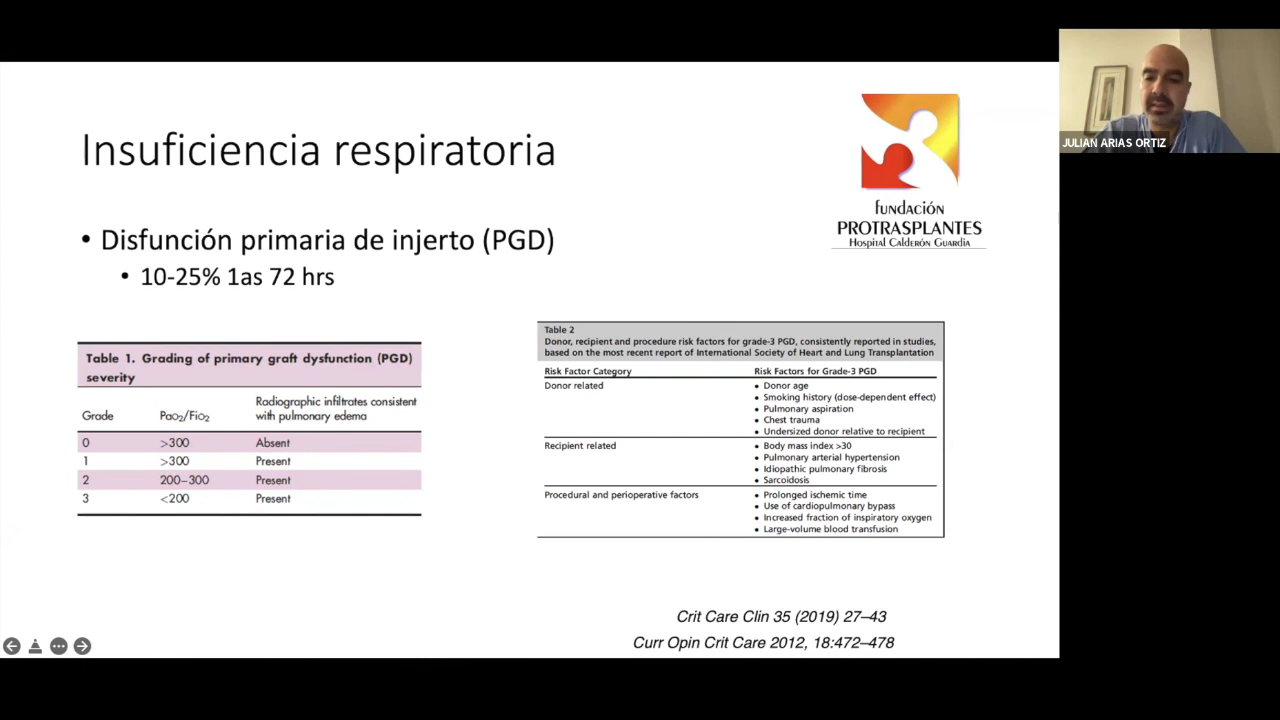 Insuficiencia respiratoria
fundación
PROTRASPLANTES
Hospital Calderón Guardia
JULIAN ARIAS ORTIZ
• Disfunción primaria de injerto (PGD)
• 10-25% 1as 72 hrs
Table 1. Grading of primary graft dysfunction (PGD)
severity
Radiographic infiltrates consistent
Grade PaO2/FiO2 with pulmonary edema
0 >300 Absent
1 >300 Present
2 200–300 Present
3 <200 Present
Table 2
Donor, recipient and procedure risk factors for grade-3 PGD, consistently reported in studies,
based on the most recent report of International Society of Heart and Lung Transplantation
Risk Factor Category Risk Factors for Grade-3 PGD
Donor related • Donor age
• Smoking history (dose-dependent effect)
• Pulmonary aspiration
• Chest trauma
• Undersized donor relative to recipient
Recipient related • Body mass index >30
• Pulmonary arterial hypertension
• Idiopathic pulmonary fibrosis
• Sarcoidosis
Procedural and perioperative factors • Prolonged ischemic time
• Use of cardiopulmonary bypass
• Increased fraction of inspiratory oxygen
• Large-volume blood transfusion
Crit Care Clin 35 (2019) 27–43
Curr Opin Crit Care 2012, 18:472–478